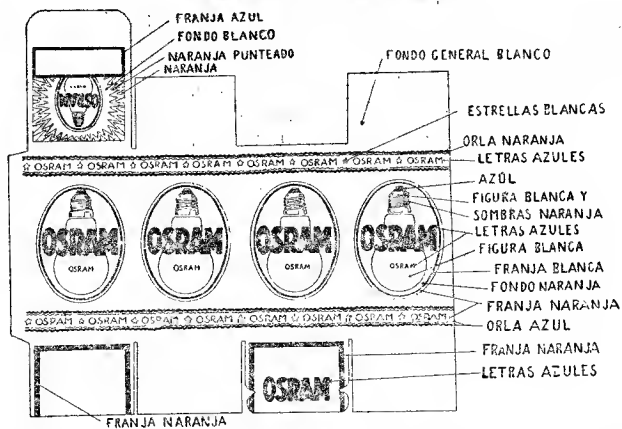 FRANJA AZUL
FONDO BLANCO
NARANJA PUNTEADO
NARANJA
FONDO GENERAL BLANCO
OSRAM
ESTRELLAS BLANCAS
ORLA NARANJA
☆ OSRAM ☆ OSRAM ☆ OSRAM ☆ OSRAM ☆ OSRAM ☆ OSRAM ☆ OSRAM ☆ OSRAM
LETRAS AZULES
AZÚL
FIGURA BLANCA Y
SOMBRAS NARANJA
OSRAM OSRAM OSRAM OSRAM
LETRAS AZULES
FIGURA BLANCA
OSRAM OSRAM OSRAM OSRAM
FRANJA BLANCA
FONDO NARANJA
FRANJA NARANJA
☆ OSRAM ☆ OSRAM ☆ OSRAM ☆ OSRAM ☆ OSRAM ☆ OSRAM ☆ OSRAM ☆ OSRAM
ORLA AZUL
FRANJA NARANJA
LETRAS AZULES
OSRAM
FRANJA NARANJA